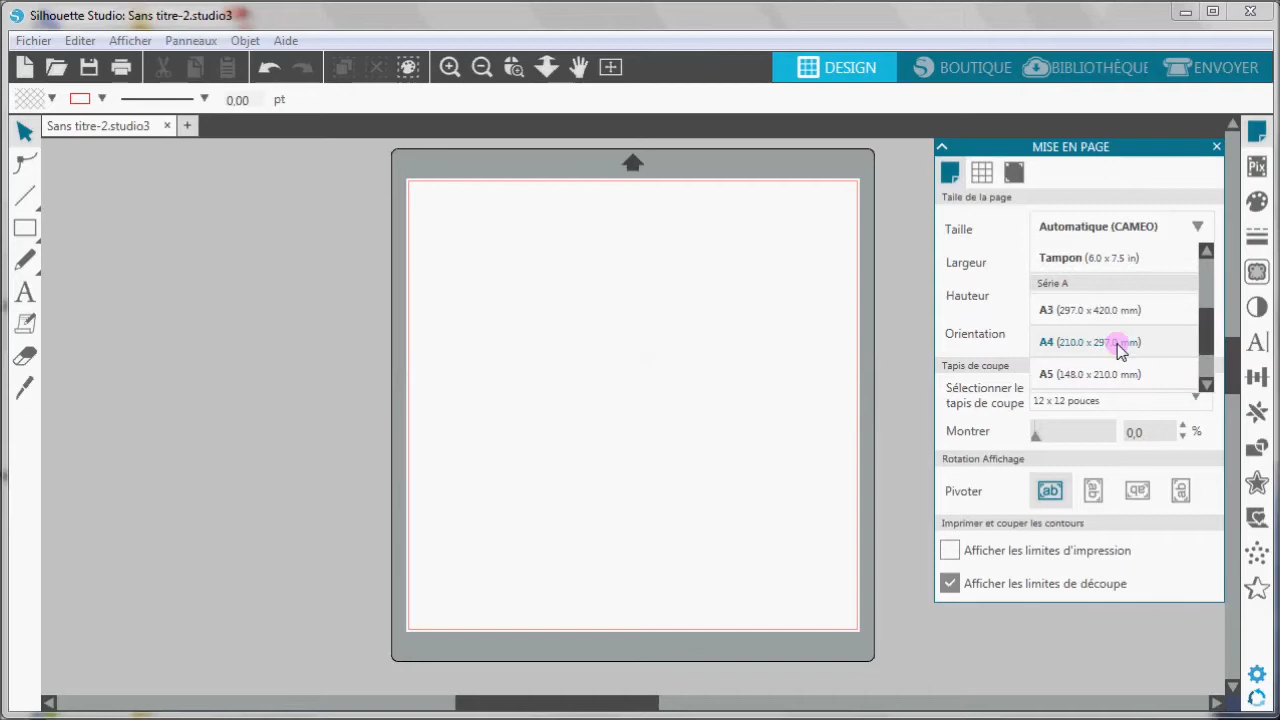 Silhouette Studio: Sans titre-2.studio3
Fichier Editer Afficher Panneaux Objet Aide
DESIGN BOUTIQUE BIBLIOTHÈQUE ENVOYER
0,00 pt
Sans titre-2.studio3
MISE EN PAGE
Taille de la page
Taille Automatique (CAMEO)
Largeur Tampon (6.0 x 7.5 in)
Série A
Hauteur A3 (297.0 x 420.0 mm)
Orientation A4 (210.0 x 297.0 mm)
Tapis de coupe A5 (148.0 x 210.0 mm)
Sélectionner le
tapis de coupe 12 x 12 pouces
Montrer 0,0 %
Rotation Affichage
Pivoter ab ab ab ab
Imprimer et couper les contours
Afficher les limites d'impression
Afficher les limites de découpe
Pix
A
A